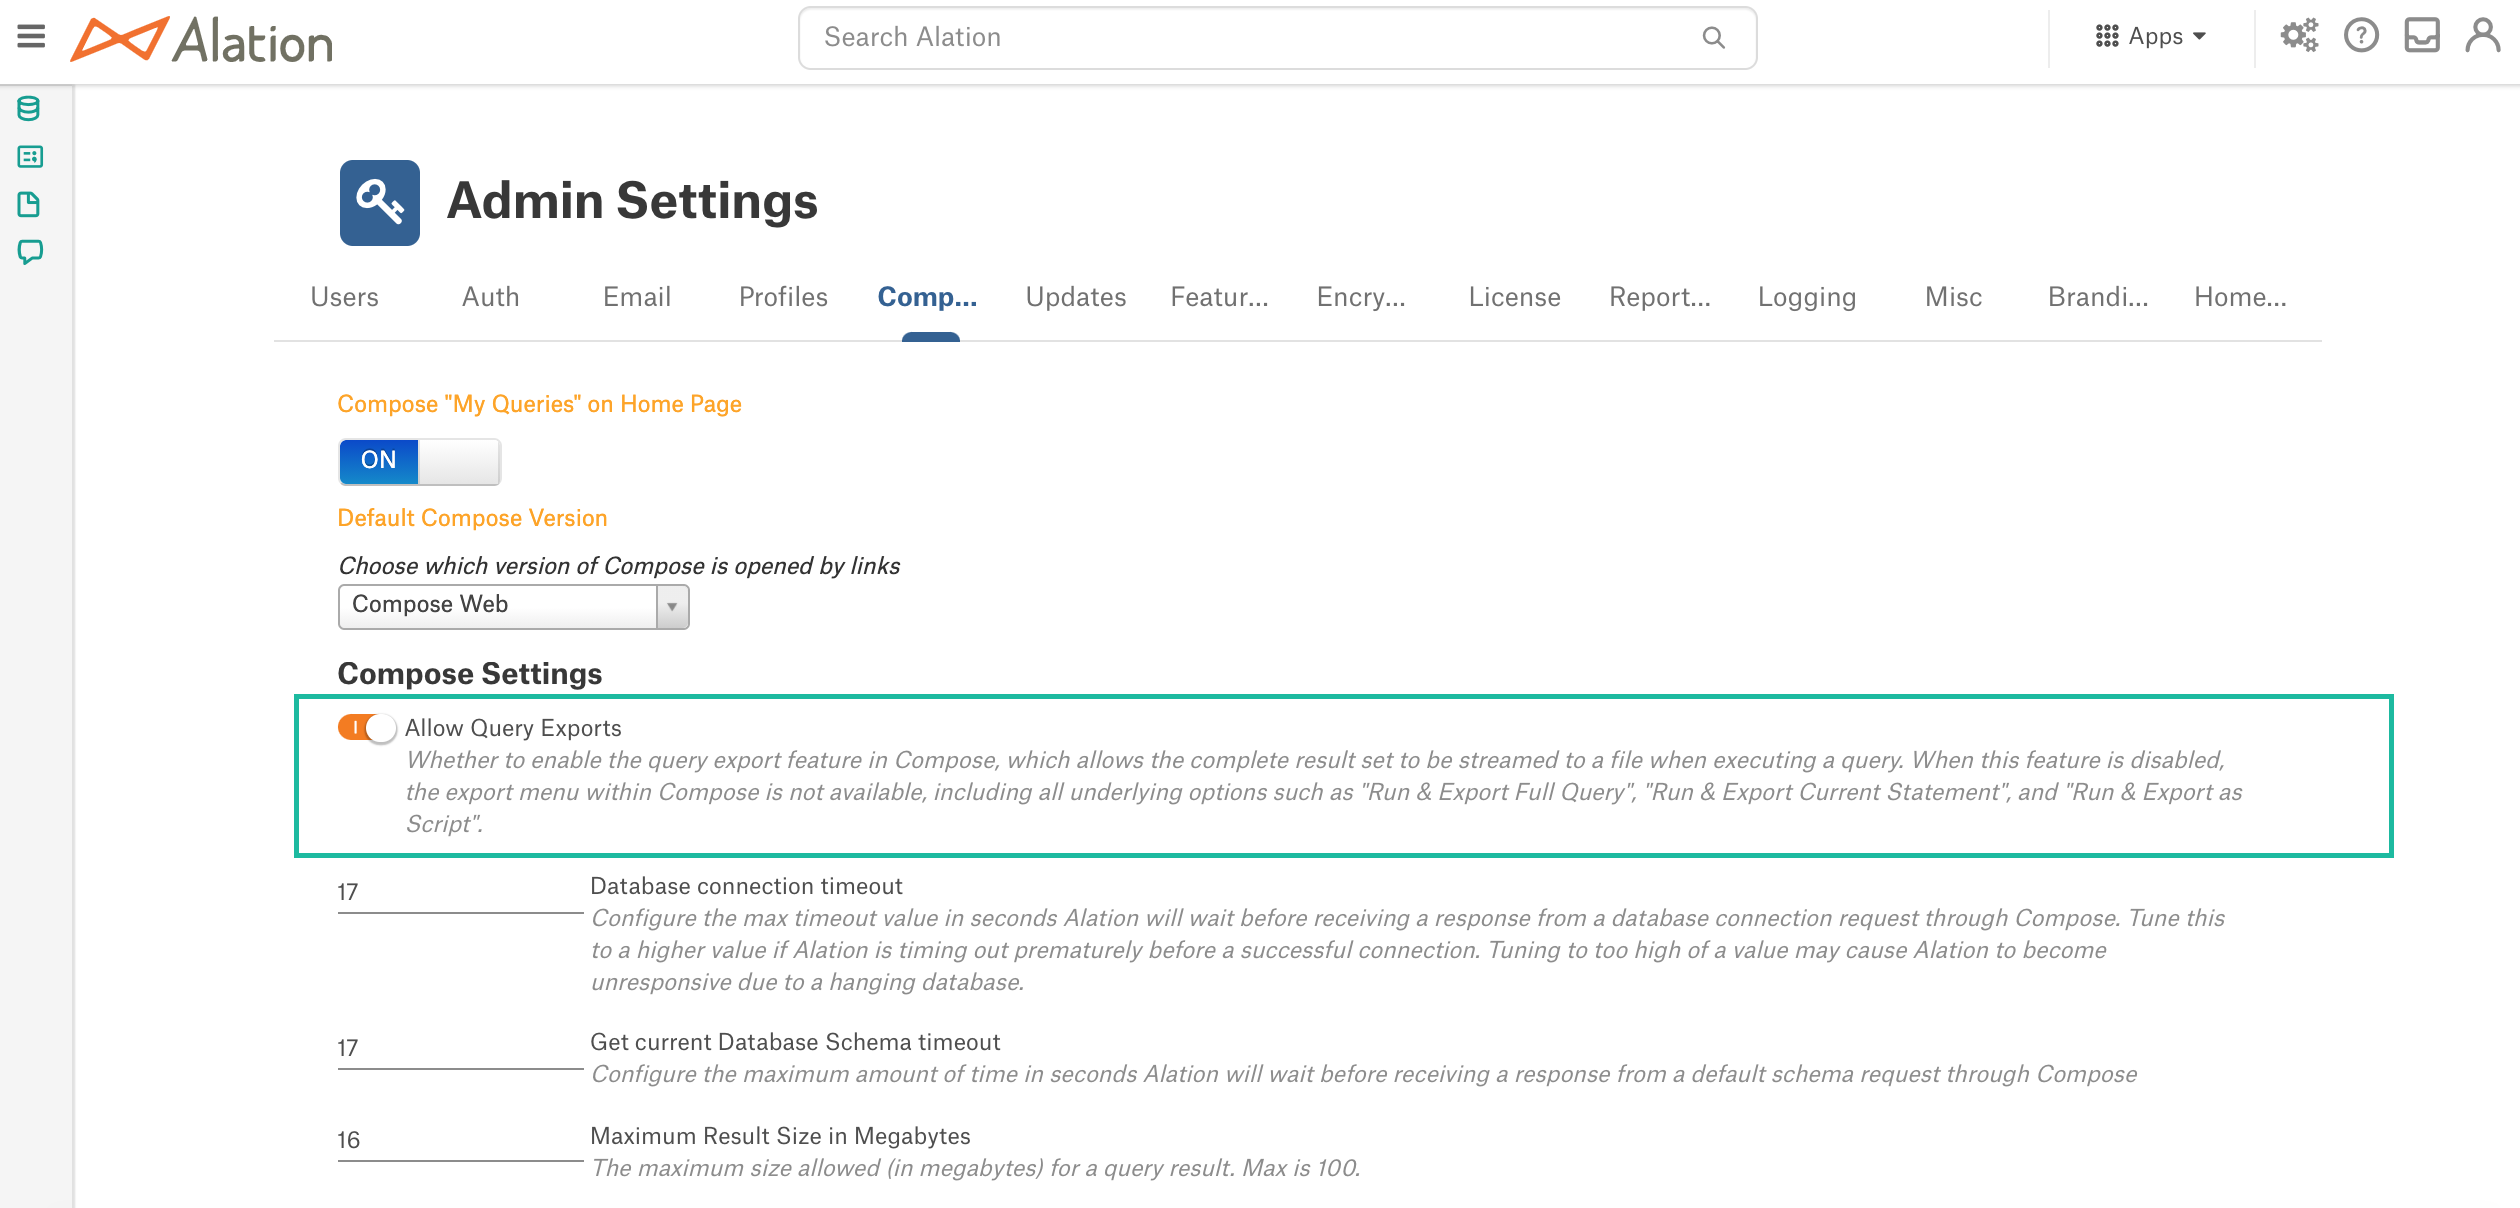 Alation
Search Alation
Apps
Admin Settings
Users Auth Email Profiles Comp... Updates Featur... Encry... License Report... Logging Misc Brandi... Home...
Compose "My Queries" on Home Page
ON
Default Compose Version
Choose which version of Compose is opened by links
Compose Web
Compose Settings
Allow Query Exports
Whether to enable the query export feature in Compose, which allows the complete result set to be streamed to a file when executing a query. When this feature is disabled,
the export menu within Compose is not available, including all underlying options such as "Run & Export Full Query", "Run & Export Current Statement", and "Run & Export as
Script".
17 Database connection timeout
Configure the max timeout value in seconds Alation will wait before receiving a response from a database connection request through Compose. Tune this
to a higher value if Alation is timing out prematurely before a successful connection. Tuning to too high of a value may cause Alation to become
unresponsive due to a hanging database.
17 Get current Database Schema timeout
Configure the maximum amount of time in seconds Alation will wait before receiving a response from a default schema request through Compose
16 Maximum Result Size in Megabytes
The maximum size allowed (in megabytes) for a query result. Max is 100.